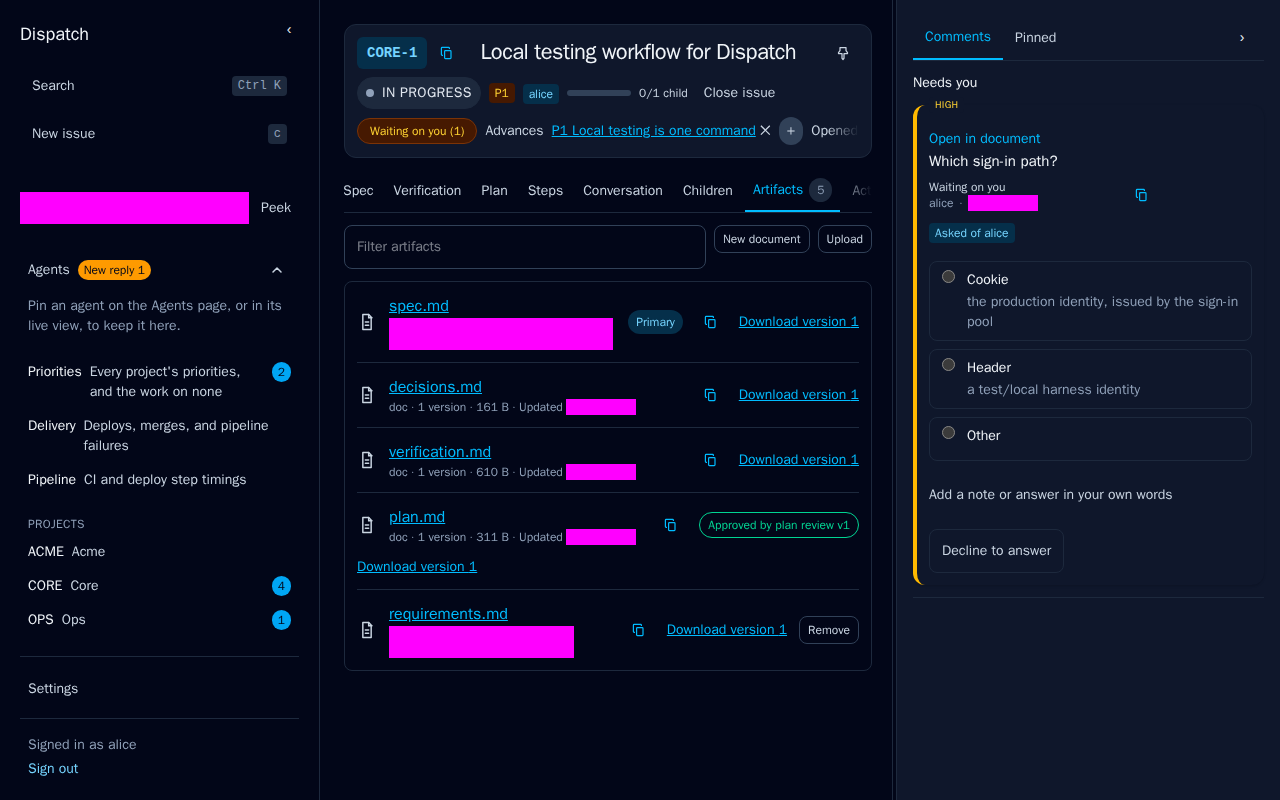 Dispatch
Search
Ctrl K
New issue
C
Peek
Agents
New reply 1
Pin an agent on the Agents page, or in its
live view, to keep it here.
Priorities
Every project's priorities,
and the work on none
2
Delivery
Deploys, merges, and pipeline
failures
Pipeline
CI and deploy step timings
PROJECTS
ACME Acme
CORE Core
4
OPS Ops
1
Settings
Signed in as alice
Sign out
CORE-1
Local testing workflow for Dispatch
IN PROGRESS
P1
alice
0/1 child
Close issue
Waiting on you (1)
Advances
P1 Local testing is one command
+
Opened
Spec
Verification
Plan
Steps
Conversation
Children
Artifacts 5
Act
Filter artifacts
New document
Upload
spec.md
Primary
Download version 1
decisions.md
doc · 1 version · 161 B · Updated
Download version 1
verification.md
doc · 1 version · 610 B · Updated
Download version 1
plan.md
doc · 1 version · 311 B · Updated
Approved by plan review v1
Download version 1
requirements.md
Download version 1
Remove
Comments
Pinned
Needs you
HIGH
Open in document
Which sign-in path?
Waiting on you
alice ·
Asked of alice
Cookie
the production identity, issued by the sign-in
pool
Header
a test/local harness identity
Other
Add a note or answer in your own words
Decline to answer